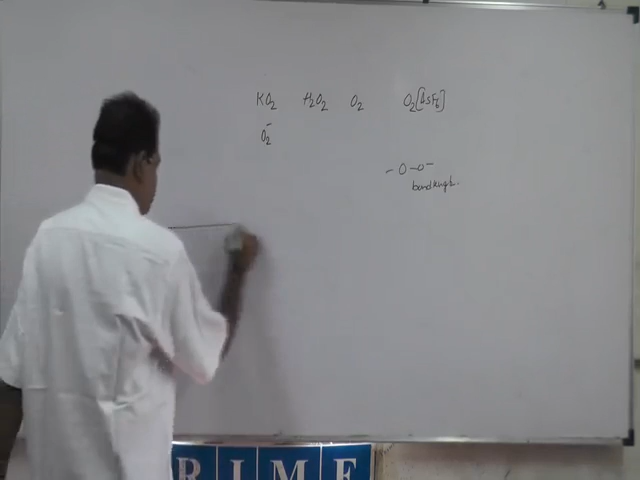 KO₂ H₂O₂ O₂ O₂[AsF₆]
O₂⁻
– O – O –
bond length.
RIME